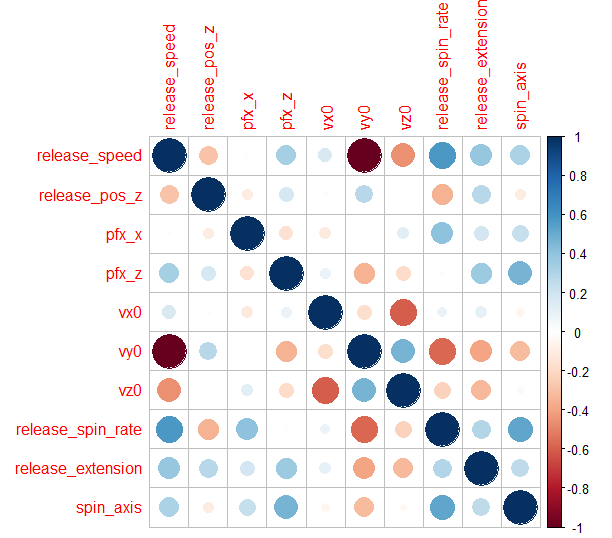 release_speed
release_pos_z
pfx_x
pfx_z
vx0
vy0
vz0
release_spin_rate
release_extension
spin_axis
release_speed
release_pos_z
pfx_x
pfx_z
vx0
vy0
vz0
release_spin_rate
release_extension
spin_axis
1
0.8
0.6
0.4
0.2
0
-0.2
-0.4
-0.6
-0.8
-1